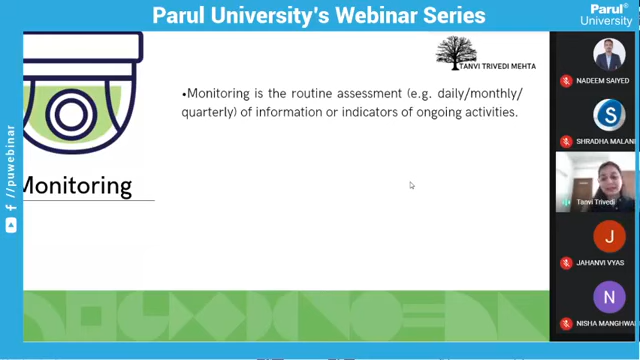 Parul University's Webinar Series
Parul®
University
TANVI TRIVEDI MEHTA
•Monitoring is the routine assessment (e.g. daily/monthly/
quarterly) of information or indicators of ongoing activities.
Monitoring
//puwebinar
NADEEM SAIYED
S
SHRADHA MALANI
Tanvi Trivedi
J
JAHANVI VYAS
N
NISHA MANGHWA